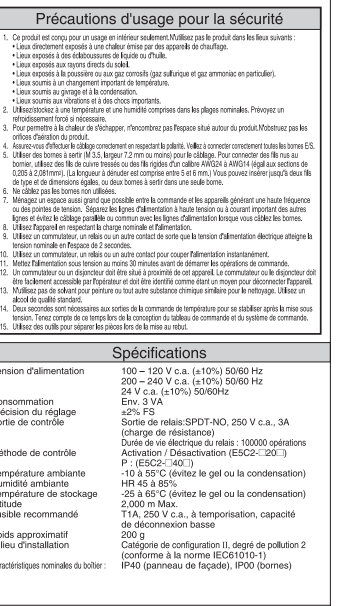 Précautions d'usage pour la sécurité
1. Ce produit est conçu pour un usage en intérieur seulement.N'utilisez pas le produit dans les lieux suivants :
• Lieux directement exposés à une chaleur émise par des appareils de chauffage.
• Lieux exposés à des éclaboussures de liquide ou d'huile.
• Lieux exposés aux rayons directs du soleil.
• Lieux exposés à la poussière ou aux gaz corrosifs (gaz sulfurique et gaz ammoniac en particulier).
• Lieux soumis à un changement important de température.
• Lieux soumis au givrage et à la condensation.
• Lieux soumis aux vibrations et à des chocs importants.
2. Utilisez/stockez à une température et une humidité comprises dans les plages nominales. Prévoyez un
refroidissement forcé si nécessaire.
3. Pour permettre à la chaleur de s'échapper, n'encombrez pas l'espace situé autour du produit.N'obstruez pas les
orifices d'aération du produit.
4. Assurez-vous d'effectuer le câblage correctement en respectant la polarité. Veillez à connecter correctement toutes les bornes E/S.
5. Utiliser des bornes à sertir (M 3.5, largeur 7,2 mm ou moins) pour le câblage. Pour connecter des fils nus au
bornier, utilisez des fils de cuivre tressés ou des fils rigides d'un calibre AWG24 à AWG14 (égal aux sections de
0,205 à 2,081mm²). (La longueur à dénuder est comprise entre 5 et 6 mm.) Vous pouvez insérer jusqu'à deux fils
de type et de dimensions égales, ou deux bornes à sertir dans une seule borne.
6. Ne câblez pas les bornes non utilisées.
7. Ménagez un espace aussi grand que possible entre la commande et les appareils générant une haute fréquence
ou des pointes de tension. Séparez les lignes d'alimentation à haute tension ou à courant important des autres
lignes et évitez le câblage parallèle ou commun avec les lignes d'alimentation lorsque vous câblez les bornes.
8. Utilisez l'appareil en respectant la charge nominale et l'alimentation.
9. Utilisez un commutateur, un relais ou un autre contact de sorte que la tension d'alimentation électrique atteigne la
tension nominale en l'espace de 2 secondes.
10. Utilisez un commutateur, un relais ou un autre contact pour couper l'alimentation instantanément.
11. Mettez l'alimentation sous tension au moins 30 minutes avant de démarrer les opérations de commande.
12. Un commutateur ou un disjoncteur doit être situé à proximité de cet appareil. Le commutateur ou le disjoncteur doit
être facilement accessible par l'opérateur et doit être identifié comme étant un moyen pour déconnecter l'appareil.
13. N'utilisez pas de solvant pour peinture ou tout autre substance chimique similaire pour le nettoyage. Utilisez un
alcool de qualité standard.
14. Deux secondes sont nécessaires aux sorties de la commande de température pour se stabiliser après la mise sous
tension. Tenez compte de ce temps lors de la conception du tableau de commande et du système de commande.
15. Utilisez des outils pour séparer les pièces lors de la mise au rebut.
Spécifications
ension d'alimentation 100 – 120 V c.a. (±10%) 50/60 Hz
200 – 240 V c.a. (±10%) 50/60 Hz
24 V c.a. (±10%) 50/60Hz
onsommation Env. 3 VA
écision du réglage ±2% FS
ortie de contrôle Sortie de relais:SPDT-NO, 250 V c.a., 3A
(charge de résistance)
Durée de vie électrique du relais : 100000 opérations
éthode de contrôle Activation / Désactivation (E5C2-□20□)
P : (E5C2-□40□)
empérature ambiante -10 à 55°C (évitez le gel ou la condensation)
umidité ambiante HR 45 à 85%
empérature de stockage -25 à 65°C (évitez le gel ou la condensation)
titude 2,000 m Max.
usible recommandé T1A, 250 V c.a., à temporisation, capacité
de déconnexion basse
oids approximatif 200 g
ilieu d'installation Catégorie de configuration II, degré de pollution 2
(conforme à la norme IEC61010-1)
aractéristiques nominales du boîtier : IP40 (panneau de façade), IP00 (bornes)